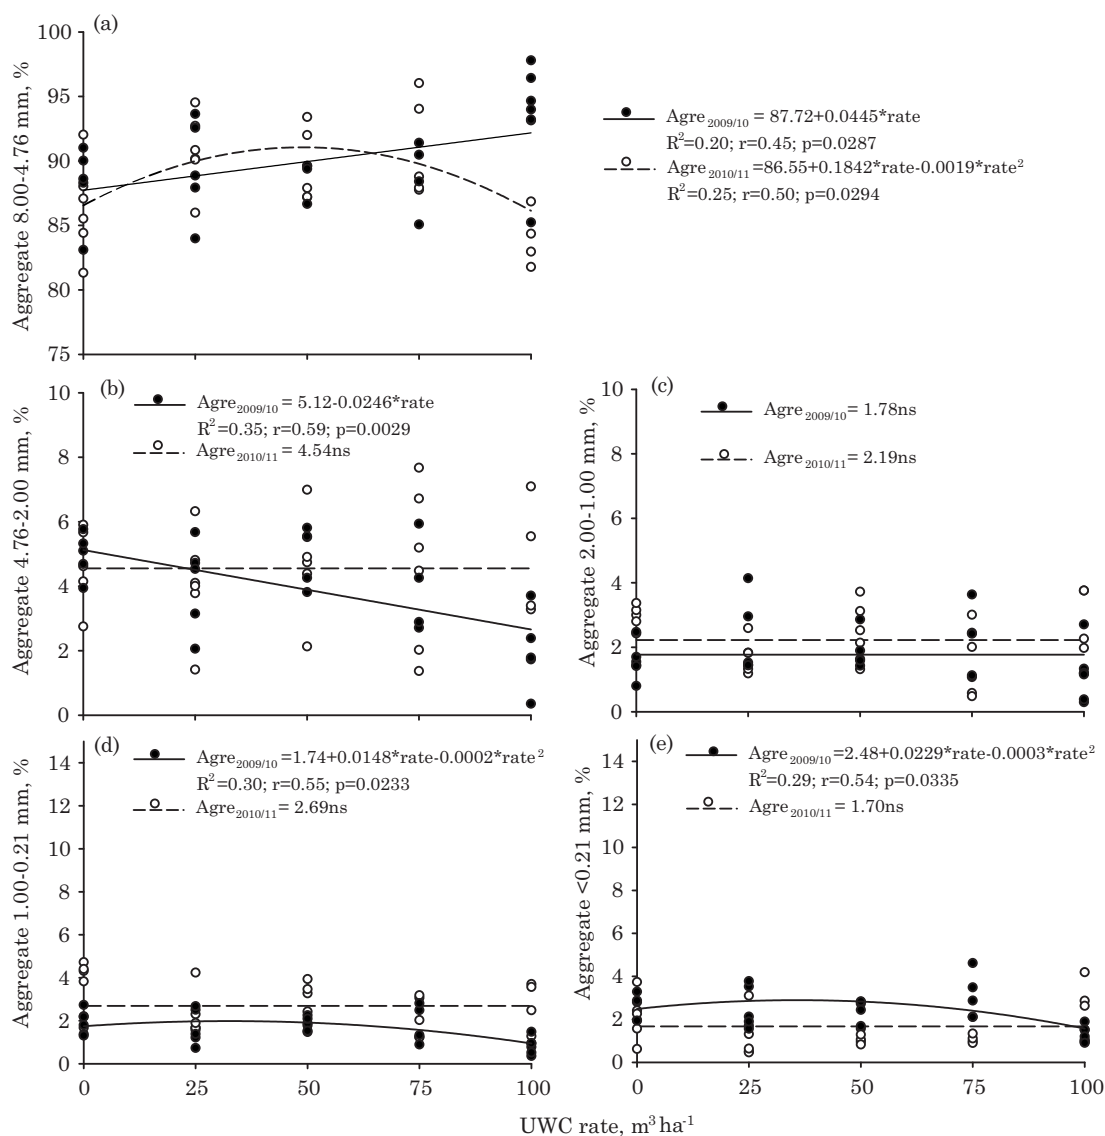 (a)
100
95
90
85
80
75
Aggregate 8.00-4.76 mm, %
Agre2009/10 = 87.72+0.0445*rate
R2=0.20; r=0.45; p=0.0287
Agre2010/11=86.55+0.1842*rate-0.0019*rate2
R2=0.25; r=0.50; p=0.0294
(b)
10
8
6
4
2
0
Aggregate 4.76-2.00 mm, %
Agre2009/10= 5.12-0.0246*rate
R2=0.35; r=0.59; p=0.0029
Agre2010/11= 4.54ns
(c)
10
8
6
4
2
0
Aggregate 2.00-1.00 mm, %
Agre2009/10= 1.78ns
Agre2010/11= 2.19ns
(d)
14
12
10
8
6
4
2
0
Aggregate 1.00-0.21 mm, %
Agre2009/10=1.74+0.0148*rate-0.0002*rate2
R2=0.30; r=0.55; p=0.0233
Agre2010/11= 2.69ns
0 25 50 75 100
(e)
14
12
10
8
6
4
2
0
Aggregate <0.21 mm, %
Agre2009/10=2.48+0.0229*rate-0.0003*rate2
R2=0.29; r=0.54; p=0.0335
Agre2010/11= 1.70ns
0 25 50 75 100
UWC rate, m3 ha-1